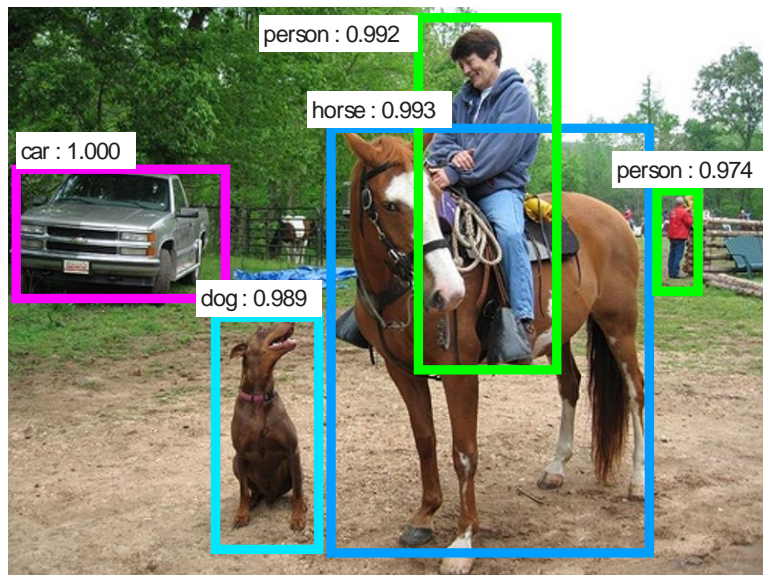 person : 0.992
horse : 0.993
car : 1.000
person : 0.974
dog : 0.989